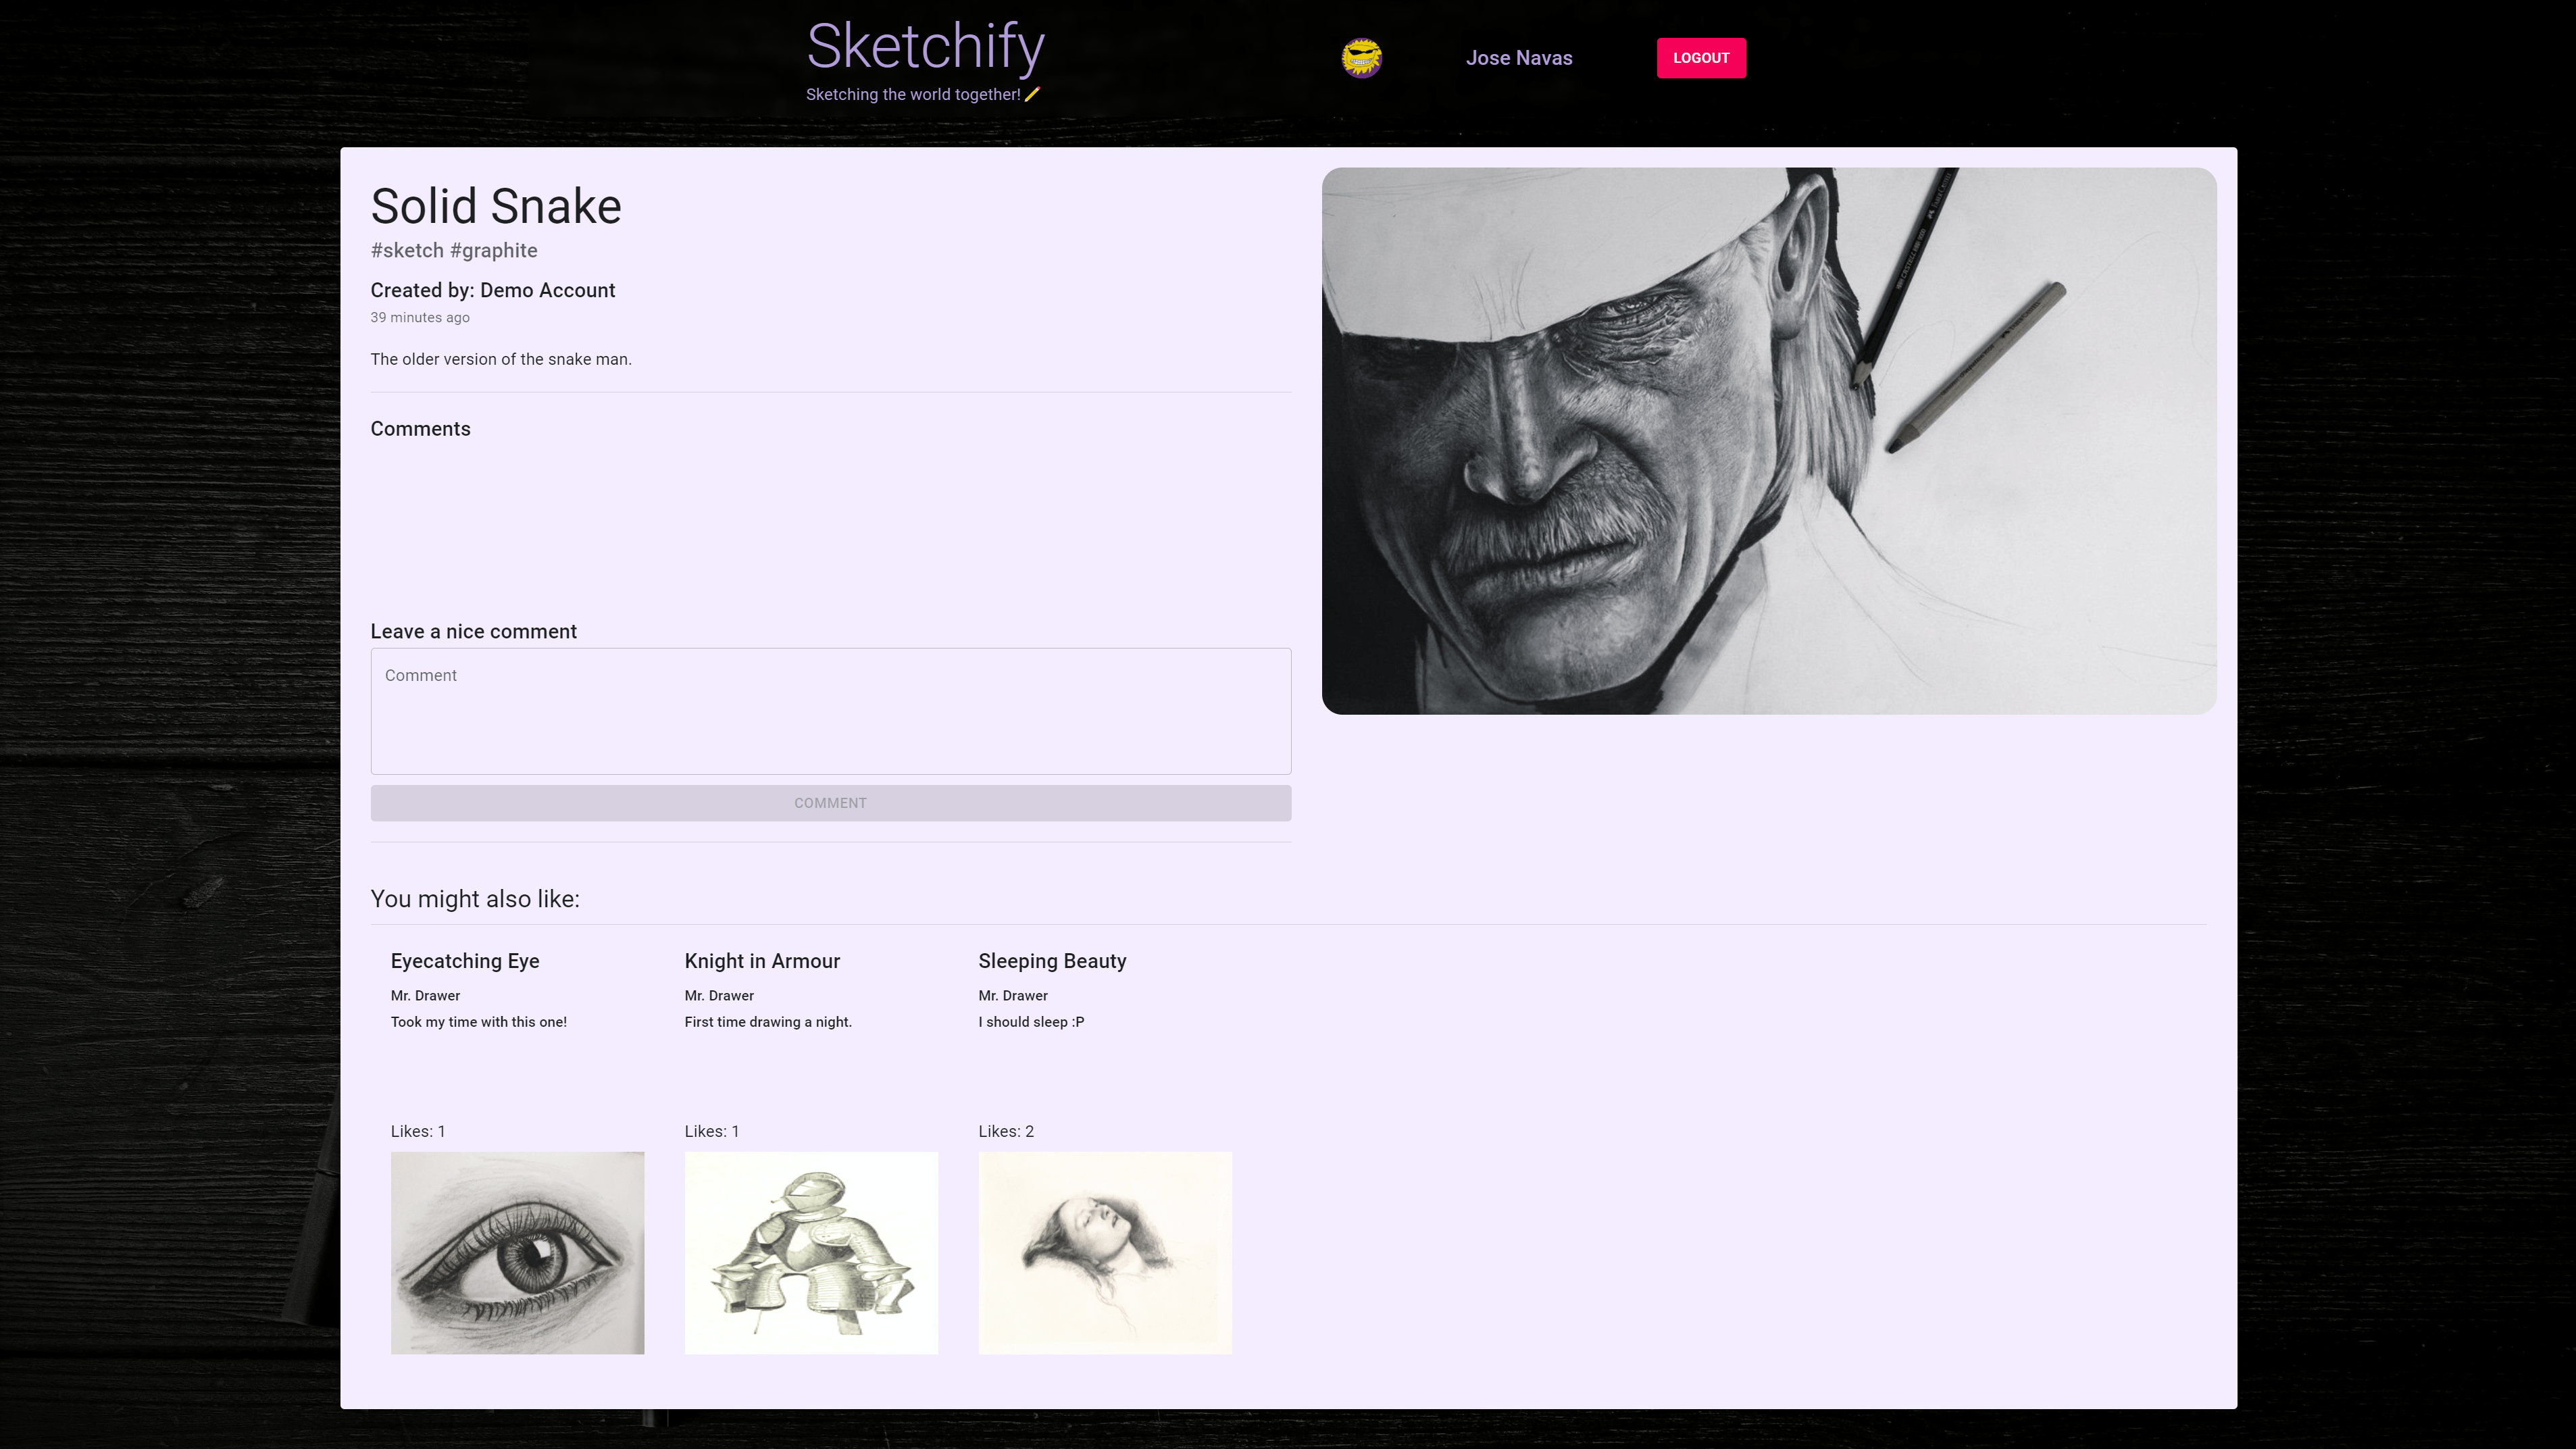 Sketchify
Sketching the world together!
Jose Navas
LOGOUT
Solid Snake
#sketch #graphite
Created by: Demo Account
39 minutes ago
The older version of the snake man.
Comments
Leave a nice comment
Comment
COMMENT
You might also like:
Eyecatching Eye
Mr. Drawer
Took my time with this one!
Likes: 1
Knight in Armour
Mr. Drawer
First time drawing a night.
Likes: 1
Sleeping Beauty
Mr. Drawer
I should sleep :P
Likes: 2